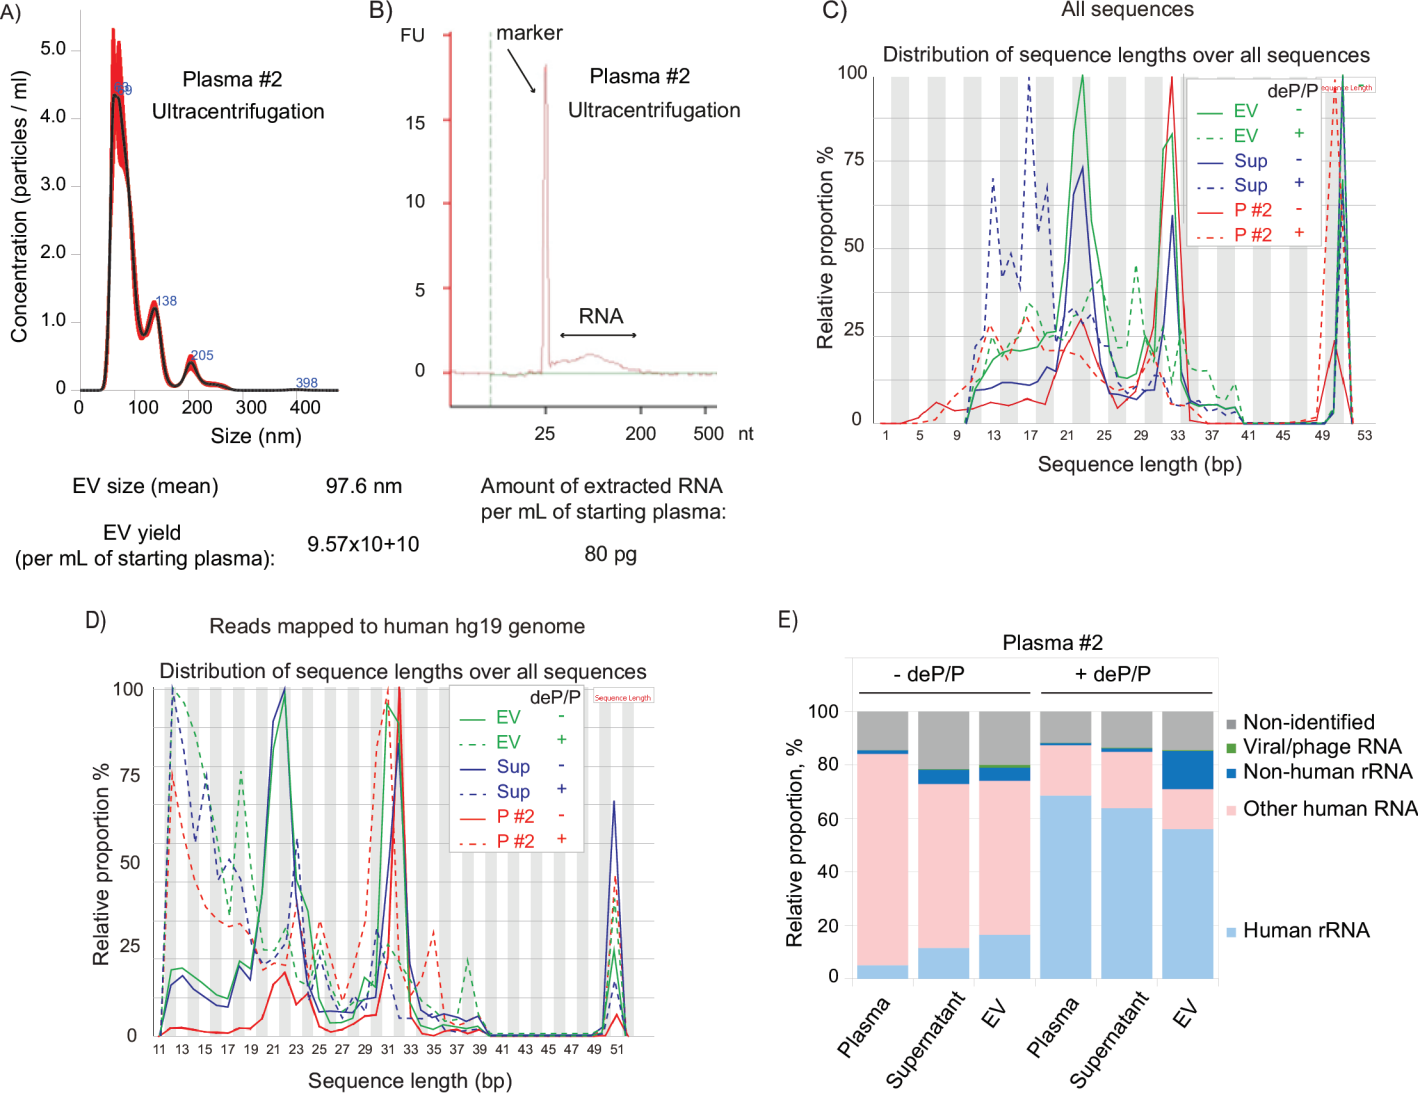 A)
Concentration (particles / ml)
5.0
4.0
3.0
2.0
1.0
0
69
138
205
398
Plasma #2
Ultracentrifugation
0 100 200 300 400
Size (nm)
EV size (mean) 97.6 nm
EV yield
(per mL of starting plasma): 9.57x10+10
B)
FU
15
10
5
0
marker
Plasma #2
Ultracentrifugation
RNA
25 200 500 nt
Amount of extracted RNA
per mL of starting plasma:
80 pg
C)
All sequences
Distribution of sequence lengths over all sequences
Relative proportion %
100
75
50
25
0
deP/P
EV -
EV +
Sup -
Sup +
P #2 -
P #2 +
1 5 9 13 17 21 25 29 33 37 41 45 49 53
Sequence length (bp)
D)
Reads mapped to human hg19 genome
Distribution of sequence lengths over all sequences
Relative proportion %
100
75
50
25
0
deP/P
EV -
EV +
Sup -
Sup +
P #2 -
P #2 +
Sequence Length
11 13 15 17 19 21 23 25 27 29 31 33 35 37 39 41 43 45 47 49 51
Sequence length (bp)
E)
Plasma #2
- deP/P + deP/P
Relative proportion, %
100
80
60
40
20
0
Non-identified
Viral/phage RNA
Non-human rRNA
Other human RNA
Human rRNA
Plasma Supernatant EV Plasma Supernatant EV